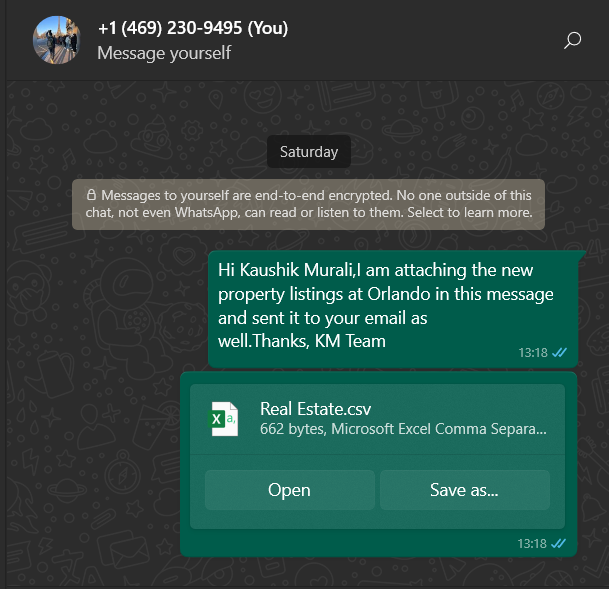 +1 (469) 230-9495 (You)
Message yourself
Saturday
Messages to yourself are end-to-end encrypted. No one outside of this
chat, not even WhatsApp, can read or listen to them. Select to learn more.
Hi Kaushik Murali,I am attaching the new
property listings at Orlando in this message
and sent it to your email as
well.Thanks, KM Team
13:18
X a,
Real Estate.csv
662 bytes, Microsoft Excel Comma Separa...
Open
Save as...
13:18